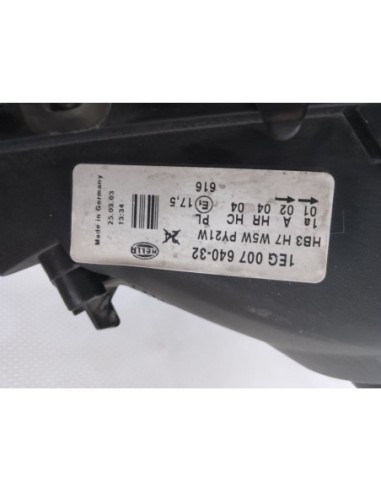 HELLA
1EG 007 640-32
HB3 H7 W5W PY21W
1a A HR HC PL
01 02 04 04 E1 17,5
616
Made in Germany
25.09.03
13:34